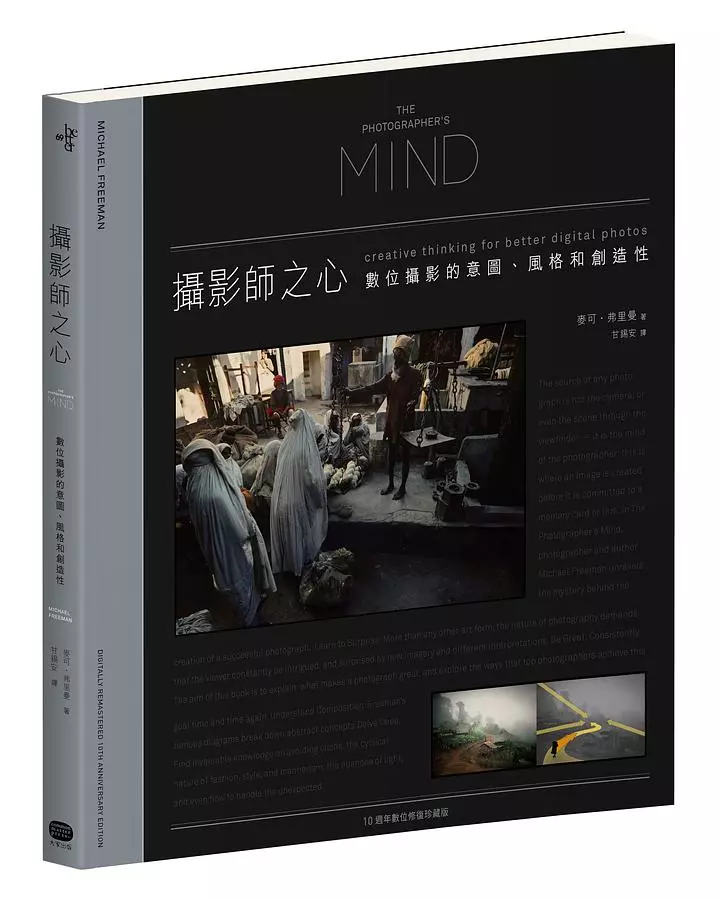 be
tt
er
69
攝影師之心
THE
PHOTOGRAPHER'S
MIND
數位攝影的意圖、風格和創造性
MICHAEL
FREEMAN
麥可・弗里曼 著
甘錫安 譯
大家出版
MICHAEL FREEMAN
DIGITALLY REMASTERED 10TH ANNIVERSARY EDITION
THE
PHOTOGRAPHER'S
MIND
攝影師之心
creative thinking for better digital photos
數位攝影的意圖、風格和創造性
麥可・弗里曼 著
甘錫安 譯
The source of any photo-
graph is not the camera, or
even the scene through the
viewfinder — it is the mind
of the photographer: this is
where an image is created
before it is committed to a
memory card or film. In The
Photographer's Mind,
photographer and author
Michael Freeman unravels
the mystery behind the
creation of a successful photograph. Learn to Surprise: More than any other art form, the nature of photography demands
that the viewer constantly be intrigued, and surprised by new imagery and different interpretations. Be Great: Consistently.
The aim of this book is to explain what makes a photograph great, and explore the ways that top photographers achieve this
goal time and time again. Understand Composition: Freeman's
famous diagrams break down abstract concepts. Delve Deep:
Find invaluable knowledge on avoiding cliché, the cyclical
nature of fashion, style and mannerism, the nuances of light,
and even how to handle the unexpected.
10週年數位修復珍藏版